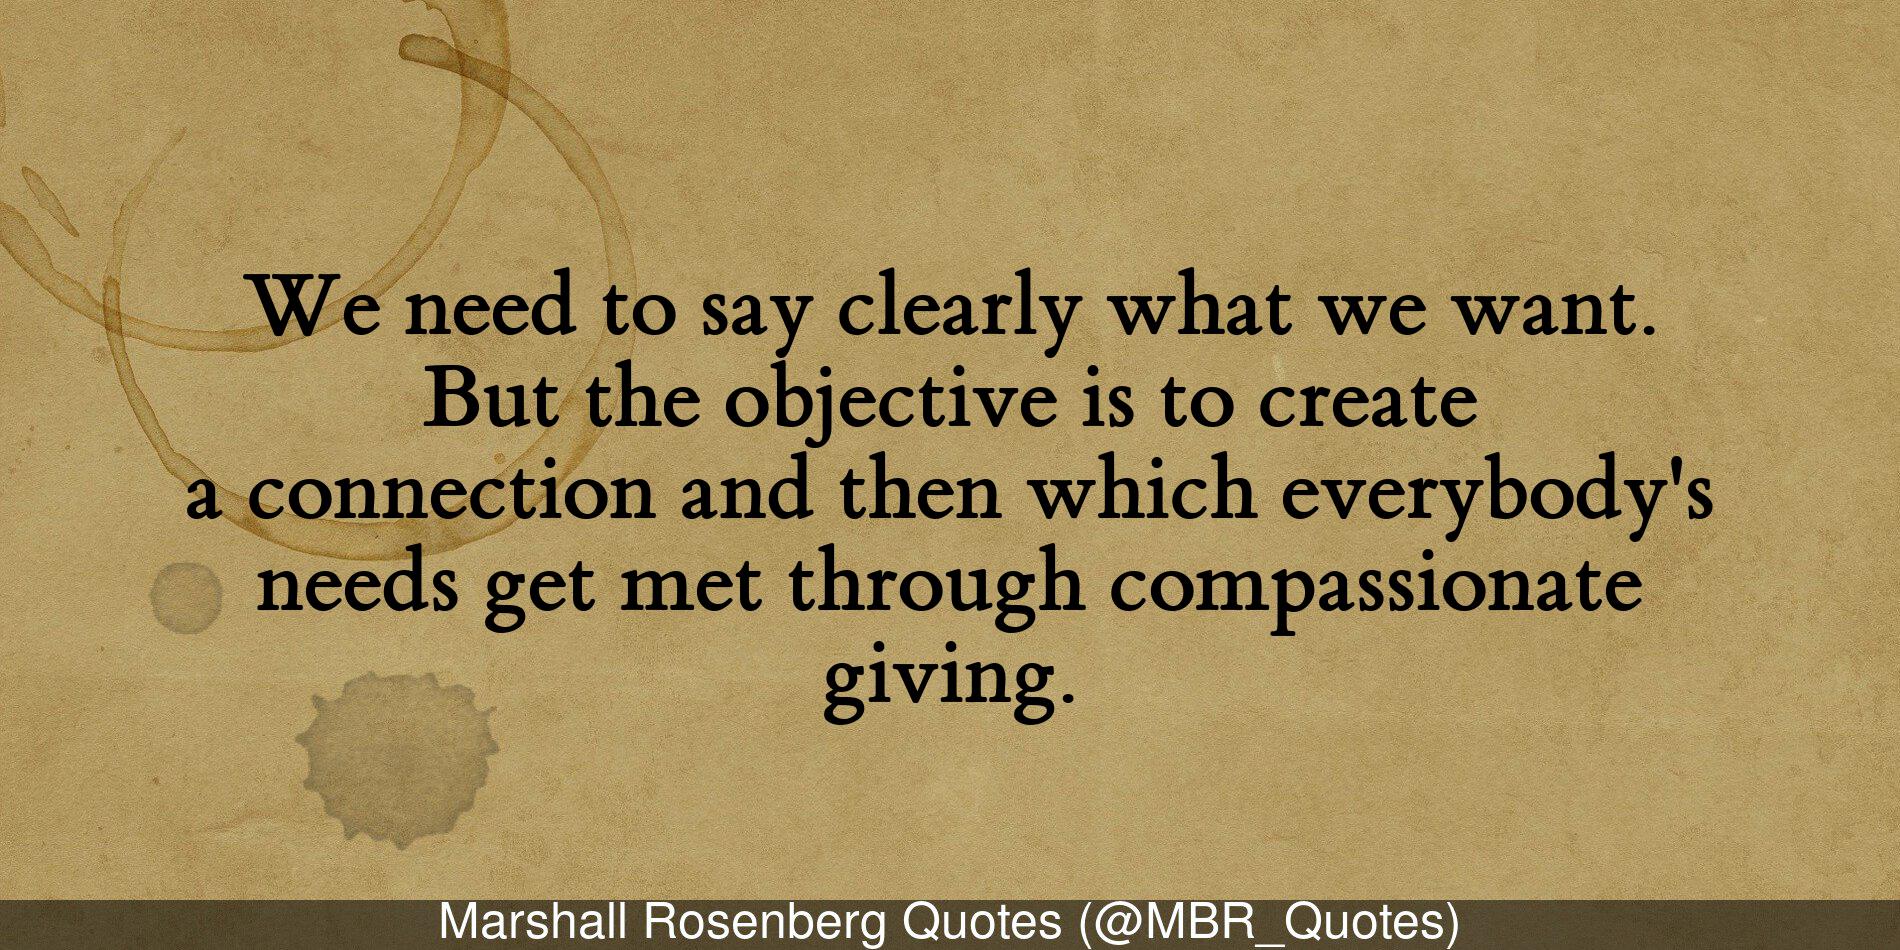 We need to say clearly what we want.
But the objective is to create
a connection and then which everybody's
needs get met through compassionate
giving.
Marshall Rosenberg Quotes (@MBR_Quotes)